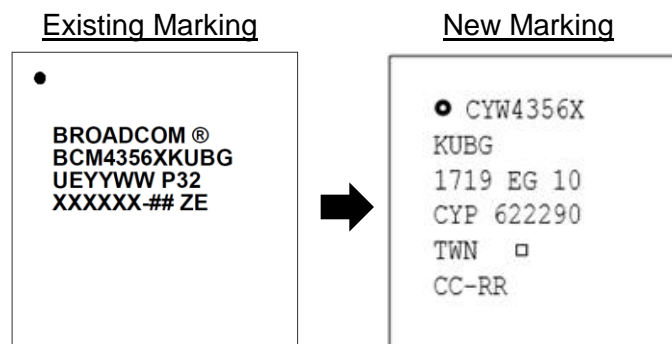 Existing Marking
BROADCOM ®
BCM4356XKUBG
UEYYWW P32
XXXXXX-## ZE
New Marking
CYW4356X
KUBG
1719 EG 10
CYP 622290
TWN
CC-RR